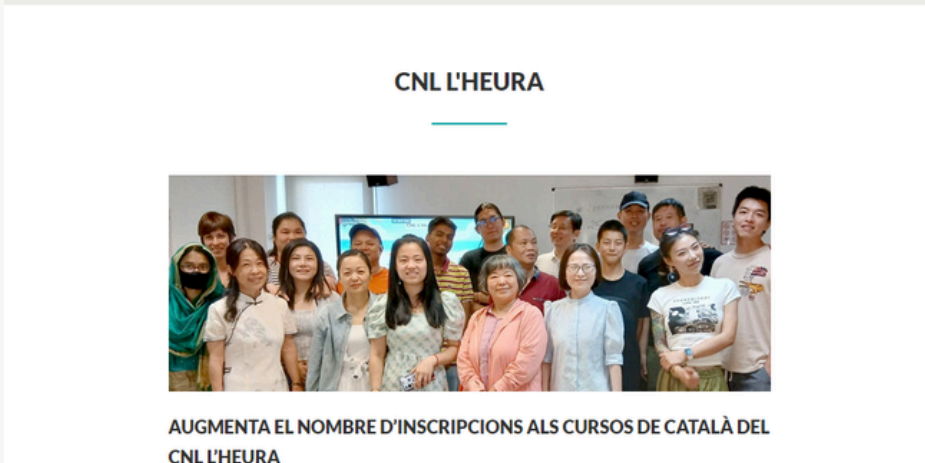 CNL L'HEURA
AUGMENTA EL NOMBRE D’INSCRIPCIONS ALS CURSOS DE CATALÀ DEL
CNL L’HEURA